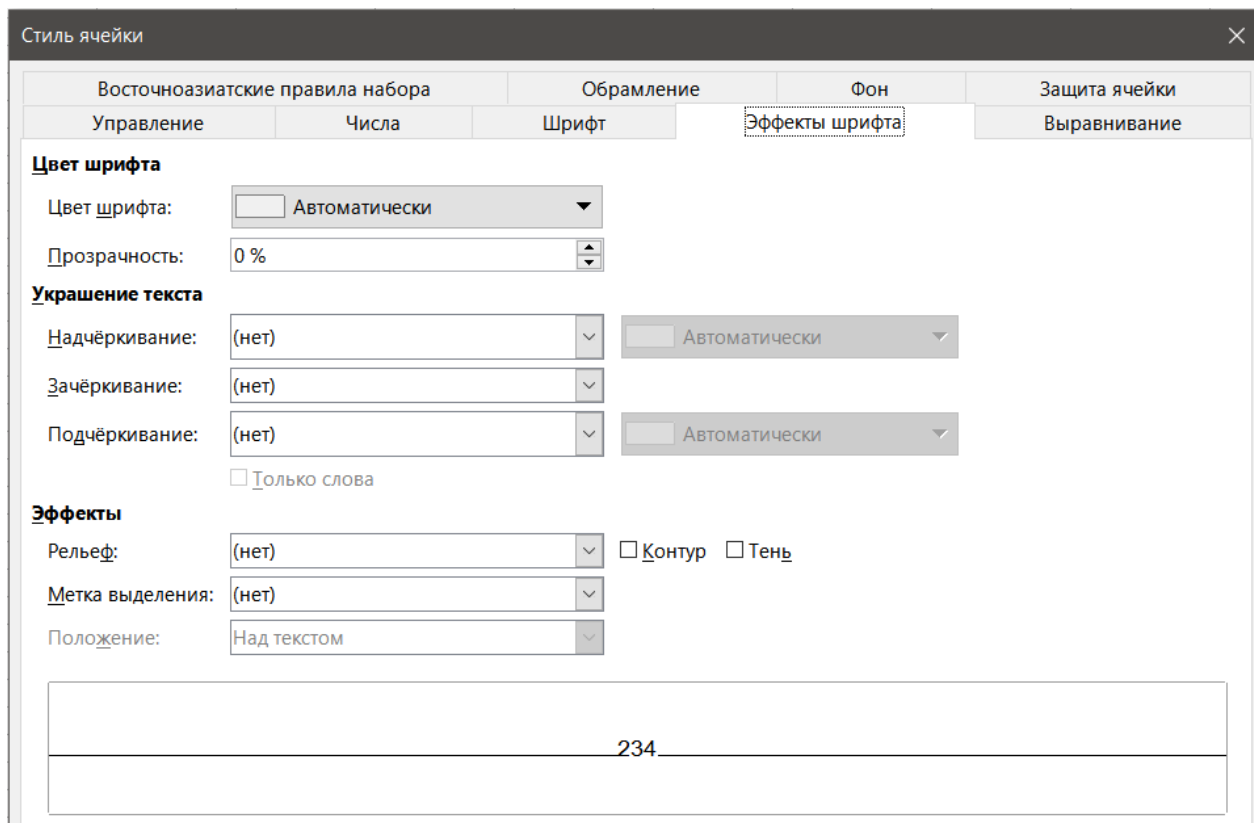 Стиль ячейки
Восточноазиатские правила набора Обрамление Фон Защита ячейки
Управление Числа Шрифт Эффекты шрифта Выравнивание
Цвет шрифта
Цвет шрифта: Автоматически
Прозрачность: 0 %
Украшение текста
Надчёркивание: (нет) Автоматически
Зачёркивание: (нет)
Подчёркивание: (нет) Автоматически
Только слова
Эффекты
Рельеф: (нет) Контур Тень
Метка выделения: (нет)
Положение: Над текстом
234